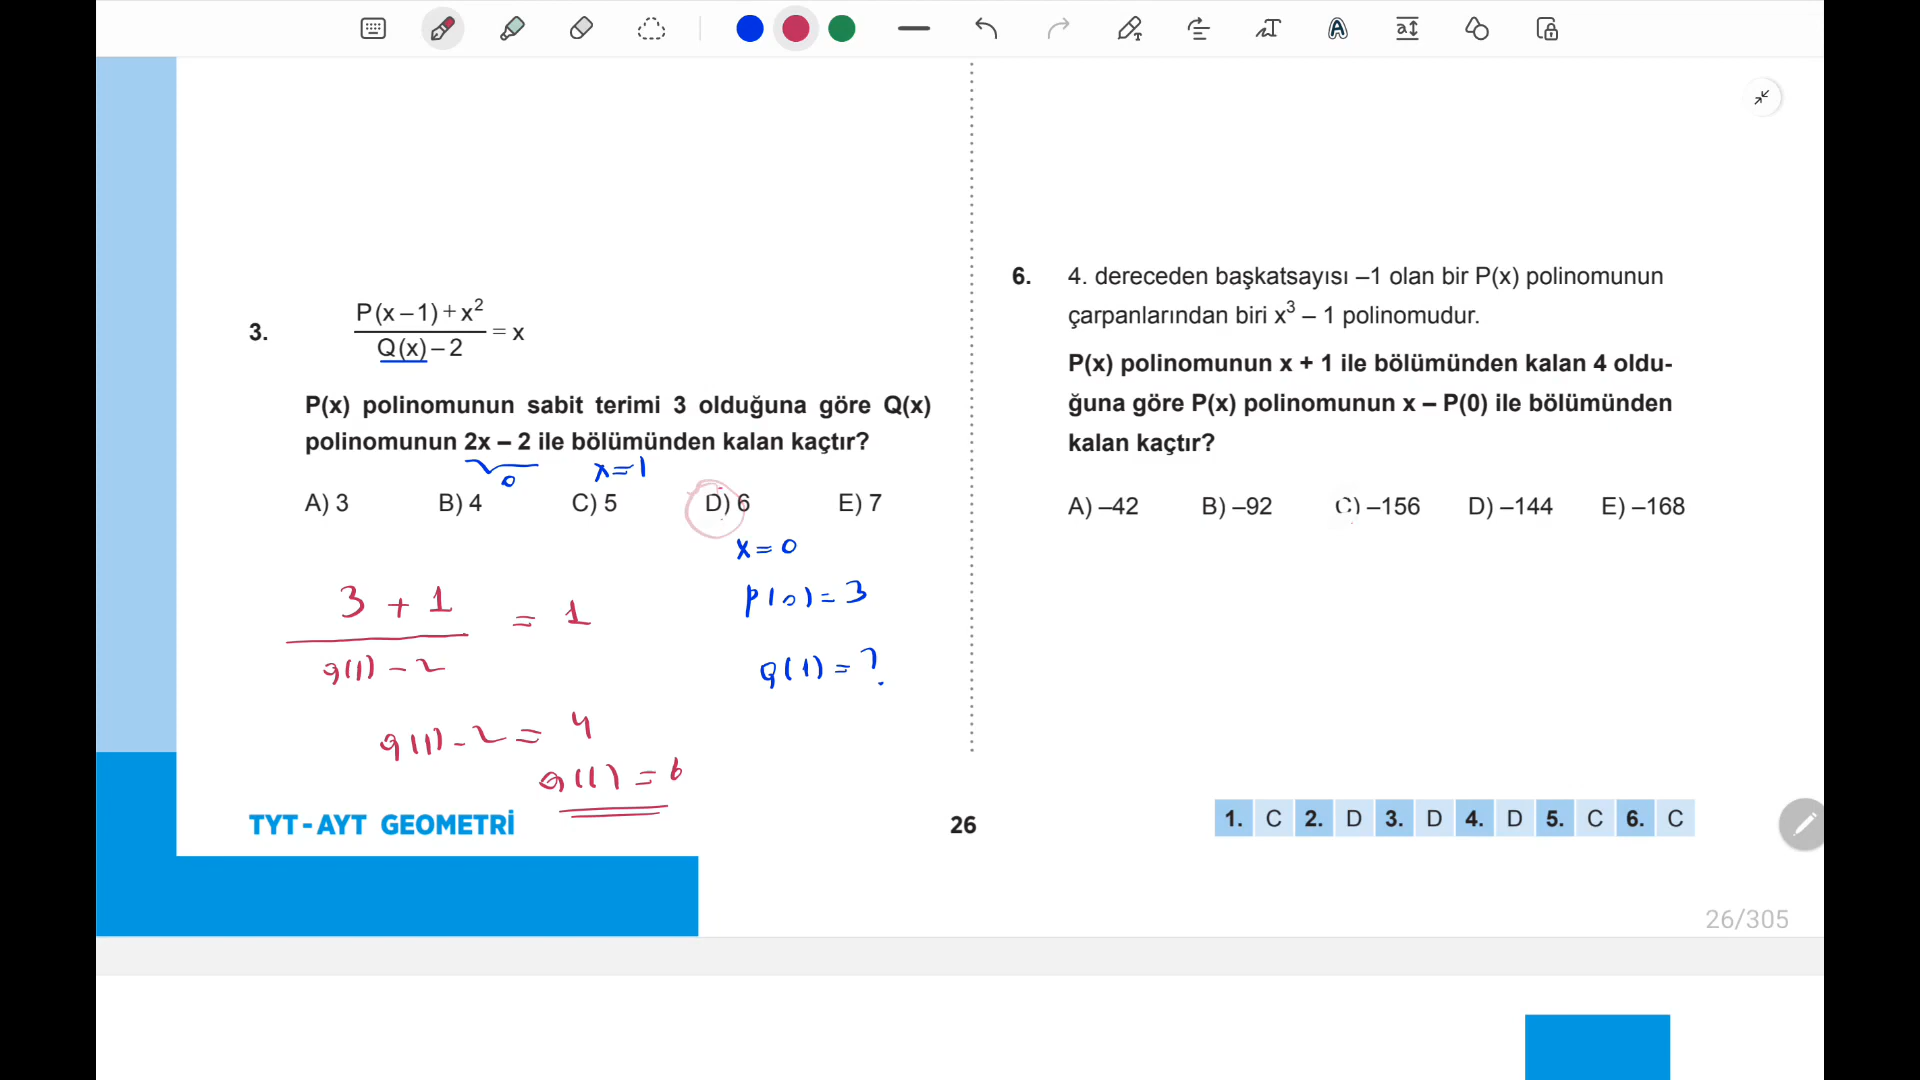 3.
P(x – 1) + x² / Q(x) – 2 = x
P(x) polinomunun sabit terimi 3 olduğuna göre Q(x)
polinomunun 2x – 2 ile bölümünden kalan kaçtır?
0 x=1
A) 3 B) 4 C) 5 D) 6 E) 7
x = 0
P(0) = 3
Q(1) = ?
3 + 1 / Q(1) – 2 = 1
Q(1) – 2 = 4
Q(1) = 6
6.
4. dereceden başkatsayısı –1 olan bir P(x) polinomunun
çarpanlarından biri x³ – 1 polinomudur.
P(x) polinomunun x + 1 ile bölümünden kalan 4 oldu-
ğuna göre P(x) polinomunun x – P(0) ile bölümünden
kalan kaçtır?
A) –42 B) –92 C) –156 D) –144 E) –168
TYT - AYT GEOMETRİ
26
1. C 2. D 3. D 4. D 5. C 6. C
26/305